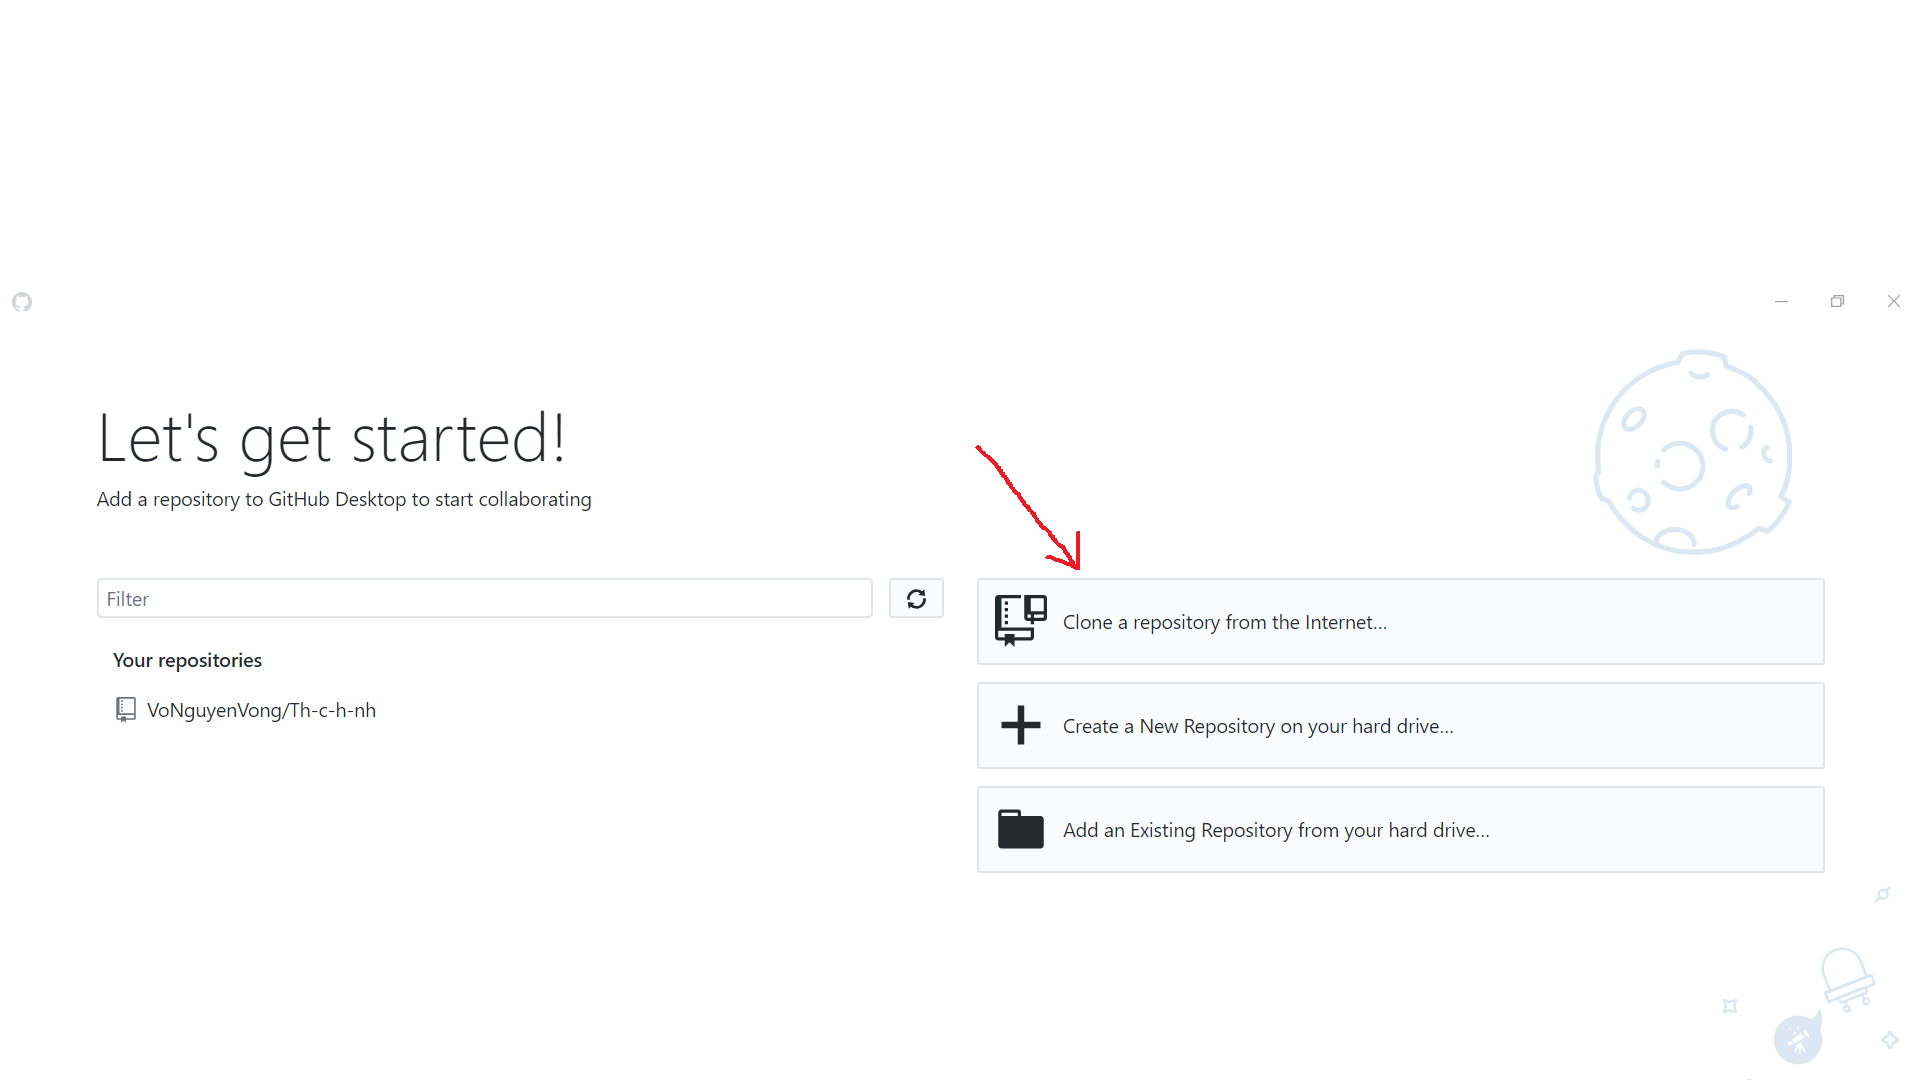 Let's get started!
Add a repository to GitHub Desktop to start collaborating
Filter
Your repositories
VoNguyenVong/Th-c-h-nh
Clone a repository from the Internet...
Create a New Repository on your hard drive...
Add an Existing Repository from your hard drive...